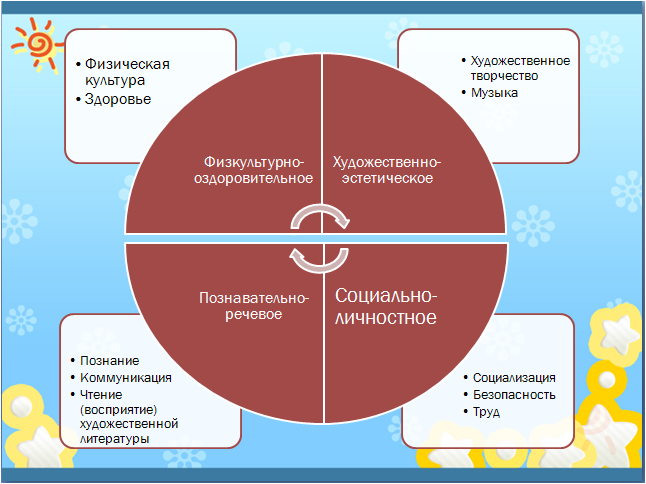 • Физическая
культура
• Здоровье
• Художественное
творчество
• Музыка
Физкультурно-
оздоровительное
Художественно-
эстетическое
Познавательно-
речевое
Социально-
личностное
• Познание
• Коммуникация
• Чтение
(восприятие)
художественной
литературы
• Социализация
• Безопасность
• Труд